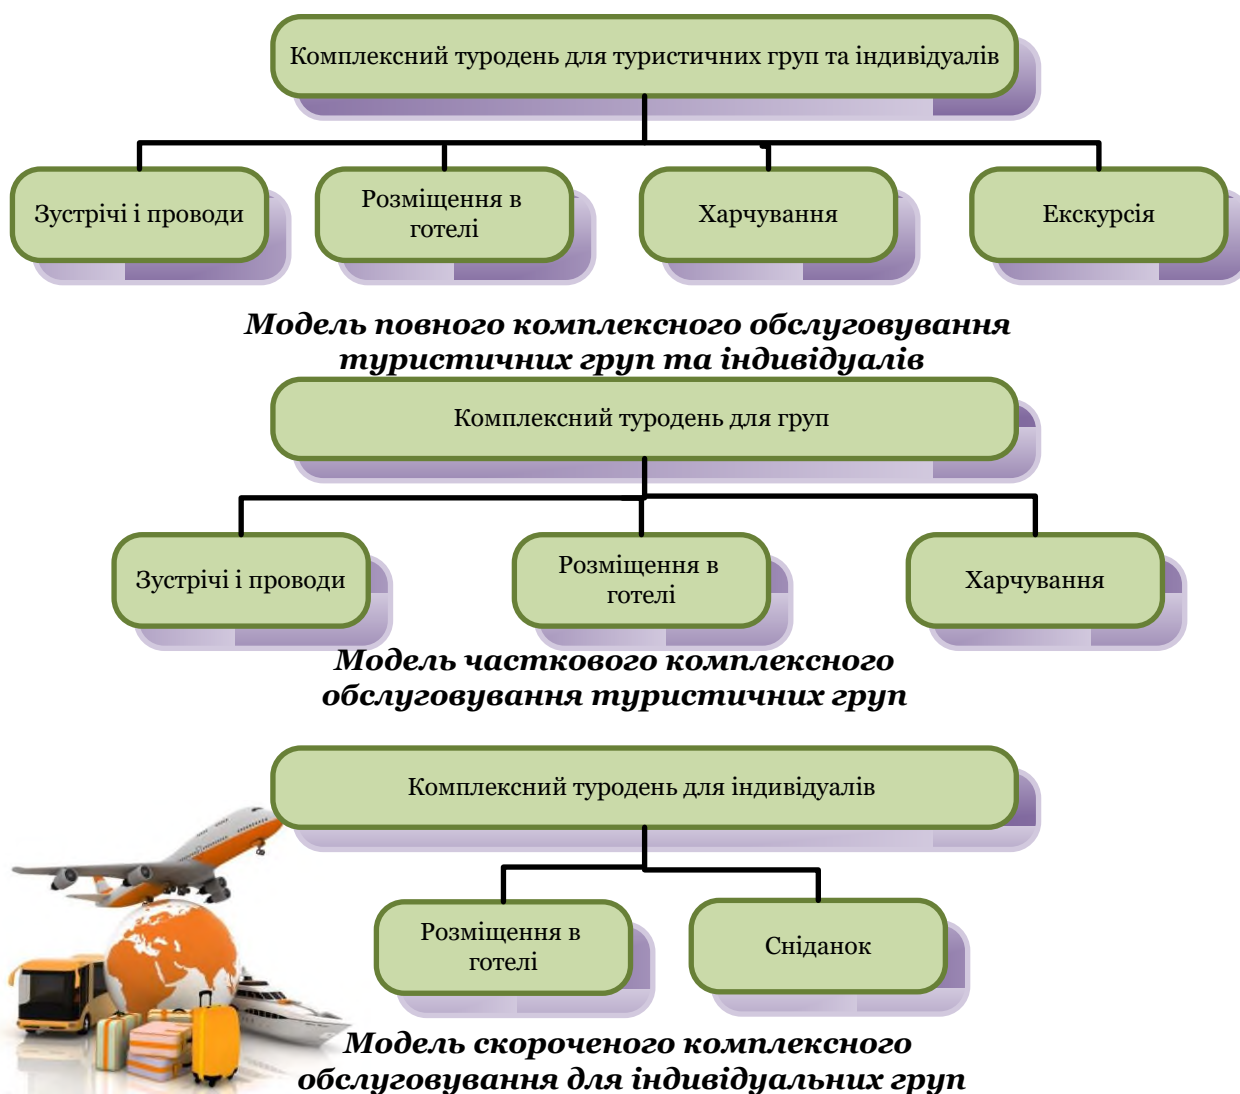 Комплексний туродень для туристичних груп та індивідуалів
Зустрічі і проводи
Розміщення в
готелі
Харчування
Екскурсія
Модель повного комплексного обслуговування
туристичних груп та індивідуалів
Комплексний туродень для груп
Зустрічі і проводи
Розміщення в
готелі
Харчування
Модель часткового комплексного
обслуговування туристичних груп
Комплексний туродень для індивідуалів
Розміщення в
готелі
Сніданок
Модель скороченого комплексного
обслуговування для індивідуальних груп